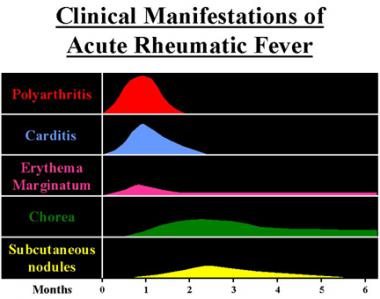 Clinical Manifestations of
Acute Rheumatic Fever
Polyarthritis
Carditis
Erythema
Marginatum
Chorea
Subcutaneous
nodules
Months 0 1 2 3 4 5 6